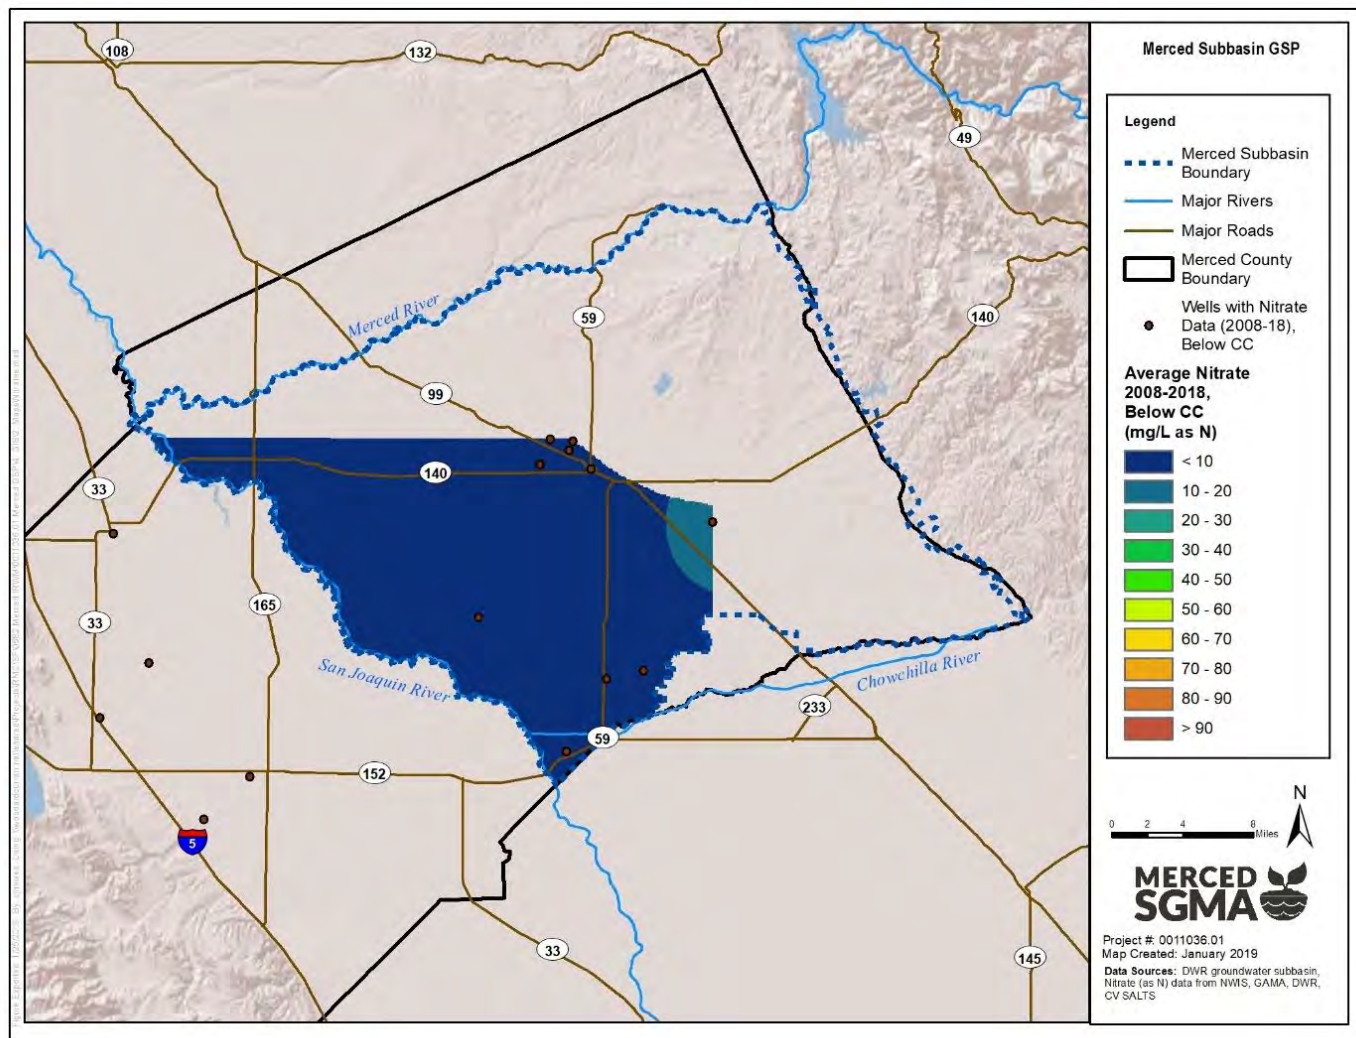 108
132
49
Merced River
59
140
99
140
33
165
33
San Joaquin River
Chowchilla River
233
59
152
5
33
145
Merced Subbasin GSP
Legend
Merced Subbasin
Boundary
Major Rivers
Major Roads
Merced County
Boundary
Wells with Nitrate
Data (2008-18),
Below CC
Average Nitrate
2008-2018,
Below CC
(mg/L as N)
< 10
10 - 20
20 - 30
30 - 40
40 - 50
50 - 60
60 - 70
70 - 80
80 - 90
> 90
N
0 2 4 8
Miles
MERCED
SGMA
Project #: 0011036.01
Map Created: January 2019
Data Sources: DWR groundwater subbasin,
Nitrate (as N) data from NWIS, GAMA, DWR,
CV SALTS